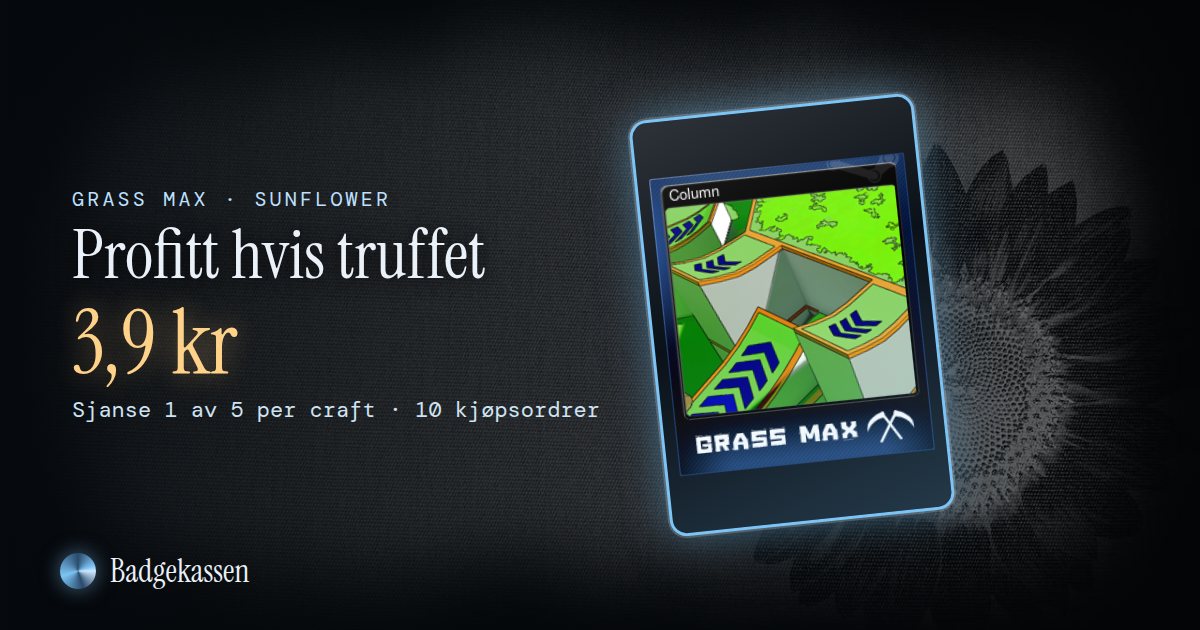 GRASS MAX · SUNFLOWER
Profitt hvis truffet
3,9 kr
Sjanse 1 av 5 per craft · 10 kjøpsordrer
Column
GRASS MAX
Badgekassen